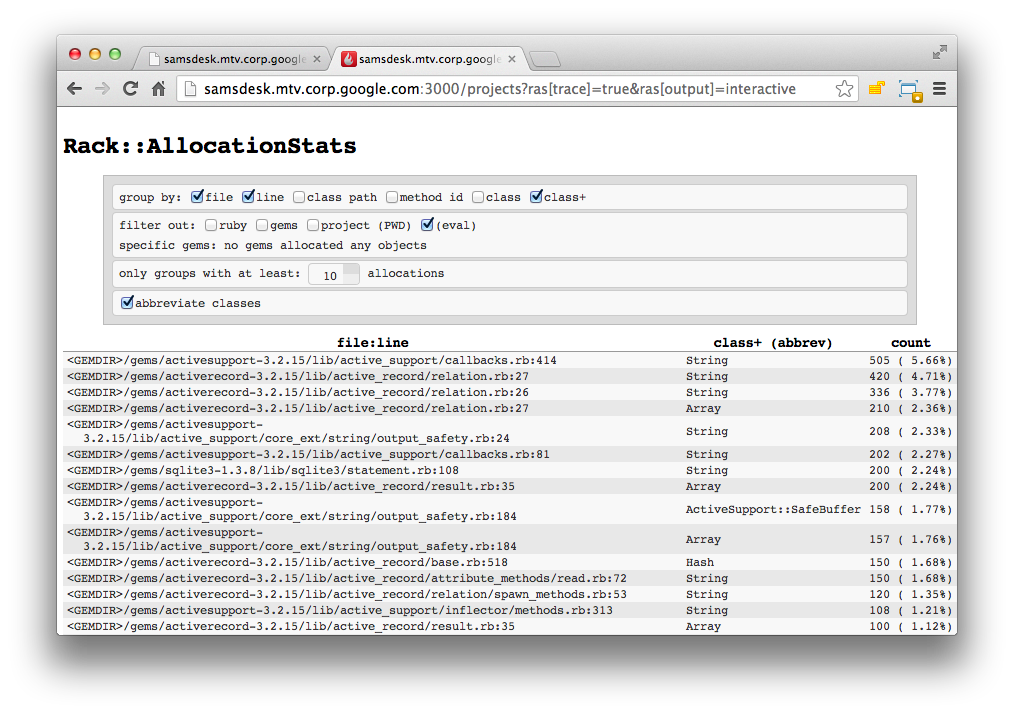 samsdesk.mtv.corp.googl
samsdesk.mtv.corp.google
samsdesk.mtv.corp.google.com:3000/projects?ras[trace]=true&ras[output]=interactive
Rack::AllocationStats
group by: file line class path method id class class+
filter out: ruby gems project (PWD) (eval)
specific gems: no gems allocated any objects
only groups with at least: 10 allocations
abbreviate classes
file:line class+ (abbrev) count
<GEMDIR>/gems/activesupport-3.2.15/lib/active_support/callbacks.rb:414 String 505 ( 5.66%)
<GEMDIR>/gems/activerecord-3.2.15/lib/active_record/relation.rb:27 String 420 ( 4.71%)
<GEMDIR>/gems/activerecord-3.2.15/lib/active_record/relation.rb:26 String 336 ( 3.77%)
<GEMDIR>/gems/activerecord-3.2.15/lib/active_record/relation.rb:27 Array 210 ( 2.36%)
<GEMDIR>/gems/activesupport-
3.2.15/lib/active_support/core_ext/string/output_safety.rb:24 String 208 ( 2.33%)
<GEMDIR>/gems/activesupport-3.2.15/lib/active_support/callbacks.rb:81 String 202 ( 2.27%)
<GEMDIR>/gems/sqlite3-1.3.8/lib/sqlite3/statement.rb:108 String 200 ( 2.24%)
<GEMDIR>/gems/activerecord-3.2.15/lib/active_record/result.rb:35 Array 200 ( 2.24%)
<GEMDIR>/gems/activesupport-
3.2.15/lib/active_support/core_ext/string/output_safety.rb:184 ActiveSupport::SafeBuffer 158 ( 1.77%)
<GEMDIR>/gems/activesupport-
3.2.15/lib/active_support/core_ext/string/output_safety.rb:184 Array 157 ( 1.76%)
<GEMDIR>/gems/activerecord-3.2.15/lib/active_record/base.rb:518 Hash 150 ( 1.68%)
<GEMDIR>/gems/activerecord-3.2.15/lib/active_record/attribute_methods/read.rb:72 String 150 ( 1.68%)
<GEMDIR>/gems/activerecord-3.2.15/lib/active_record/relation/spawn_methods.rb:53 String 120 ( 1.35%)
<GEMDIR>/gems/activesupport-3.2.15/lib/active_support/inflector/methods.rb:313 String 108 ( 1.21%)
<GEMDIR>/gems/activerecord-3.2.15/lib/active_record/result.rb:35 Array 100 ( 1.12%)